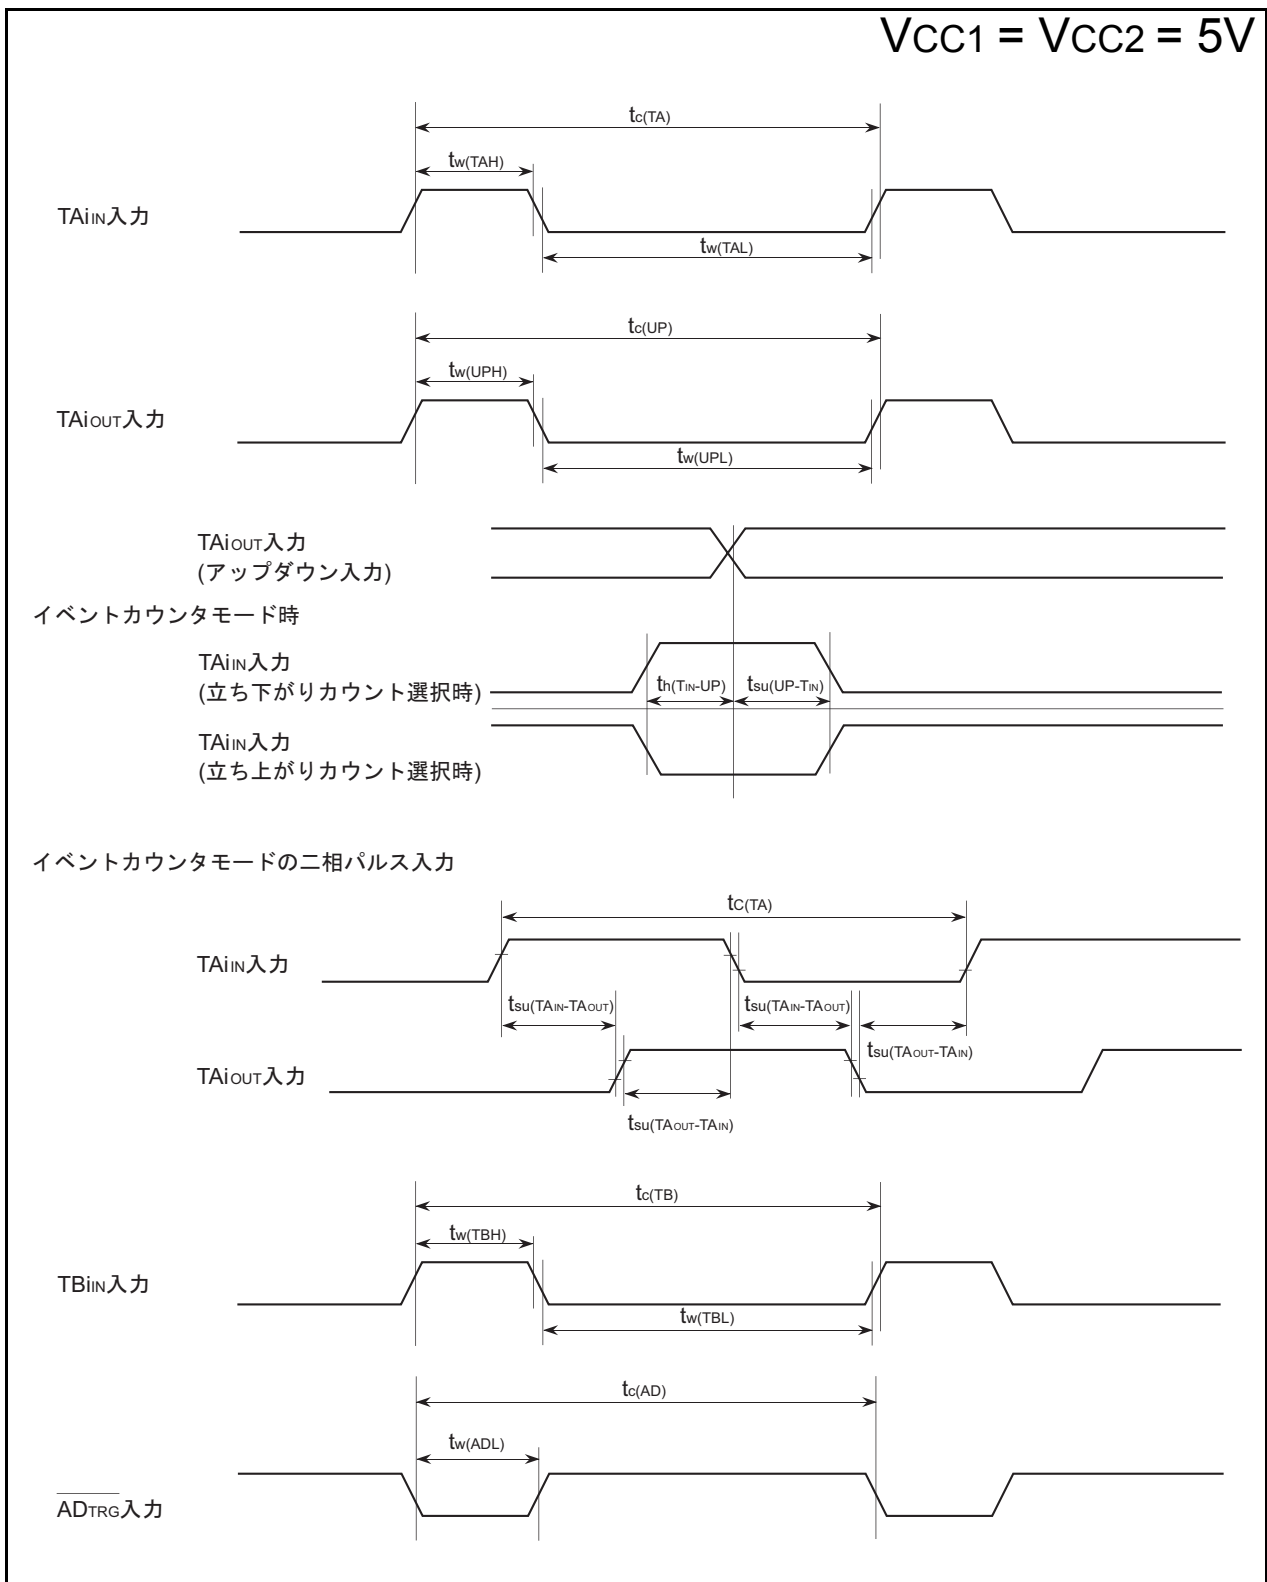 VCC1 = VCC2 = 5V
tc(TA)
tw(TAH)
TAiIN入力
tw(TAL)
tc(UP)
tw(UPH)
TAiOUT入力
tw(UPL)
TAiOUT入力
(アップダウン入力)
イベントカウンタモード時
TAiIN入力
(立ち下がりカウント選択時)
th(TIN-UP)
tsu(UP-TIN)
TAiIN入力
(立ち上がりカウント選択時)
イベントカウンタモードの二相パルス入力
tC(TA)
TAiIN入力
tsu(TAIN-TAOUT)
tsu(TAIN-TAOUT)
tsu(TAOUT-TAIN)
TAiOUT入力
tsu(TAOUT-TAIN)
tc(TB)
tw(TBH)
TBiIN入力
tw(TBL)
tc(AD)
tw(ADL)
ADTRG入力